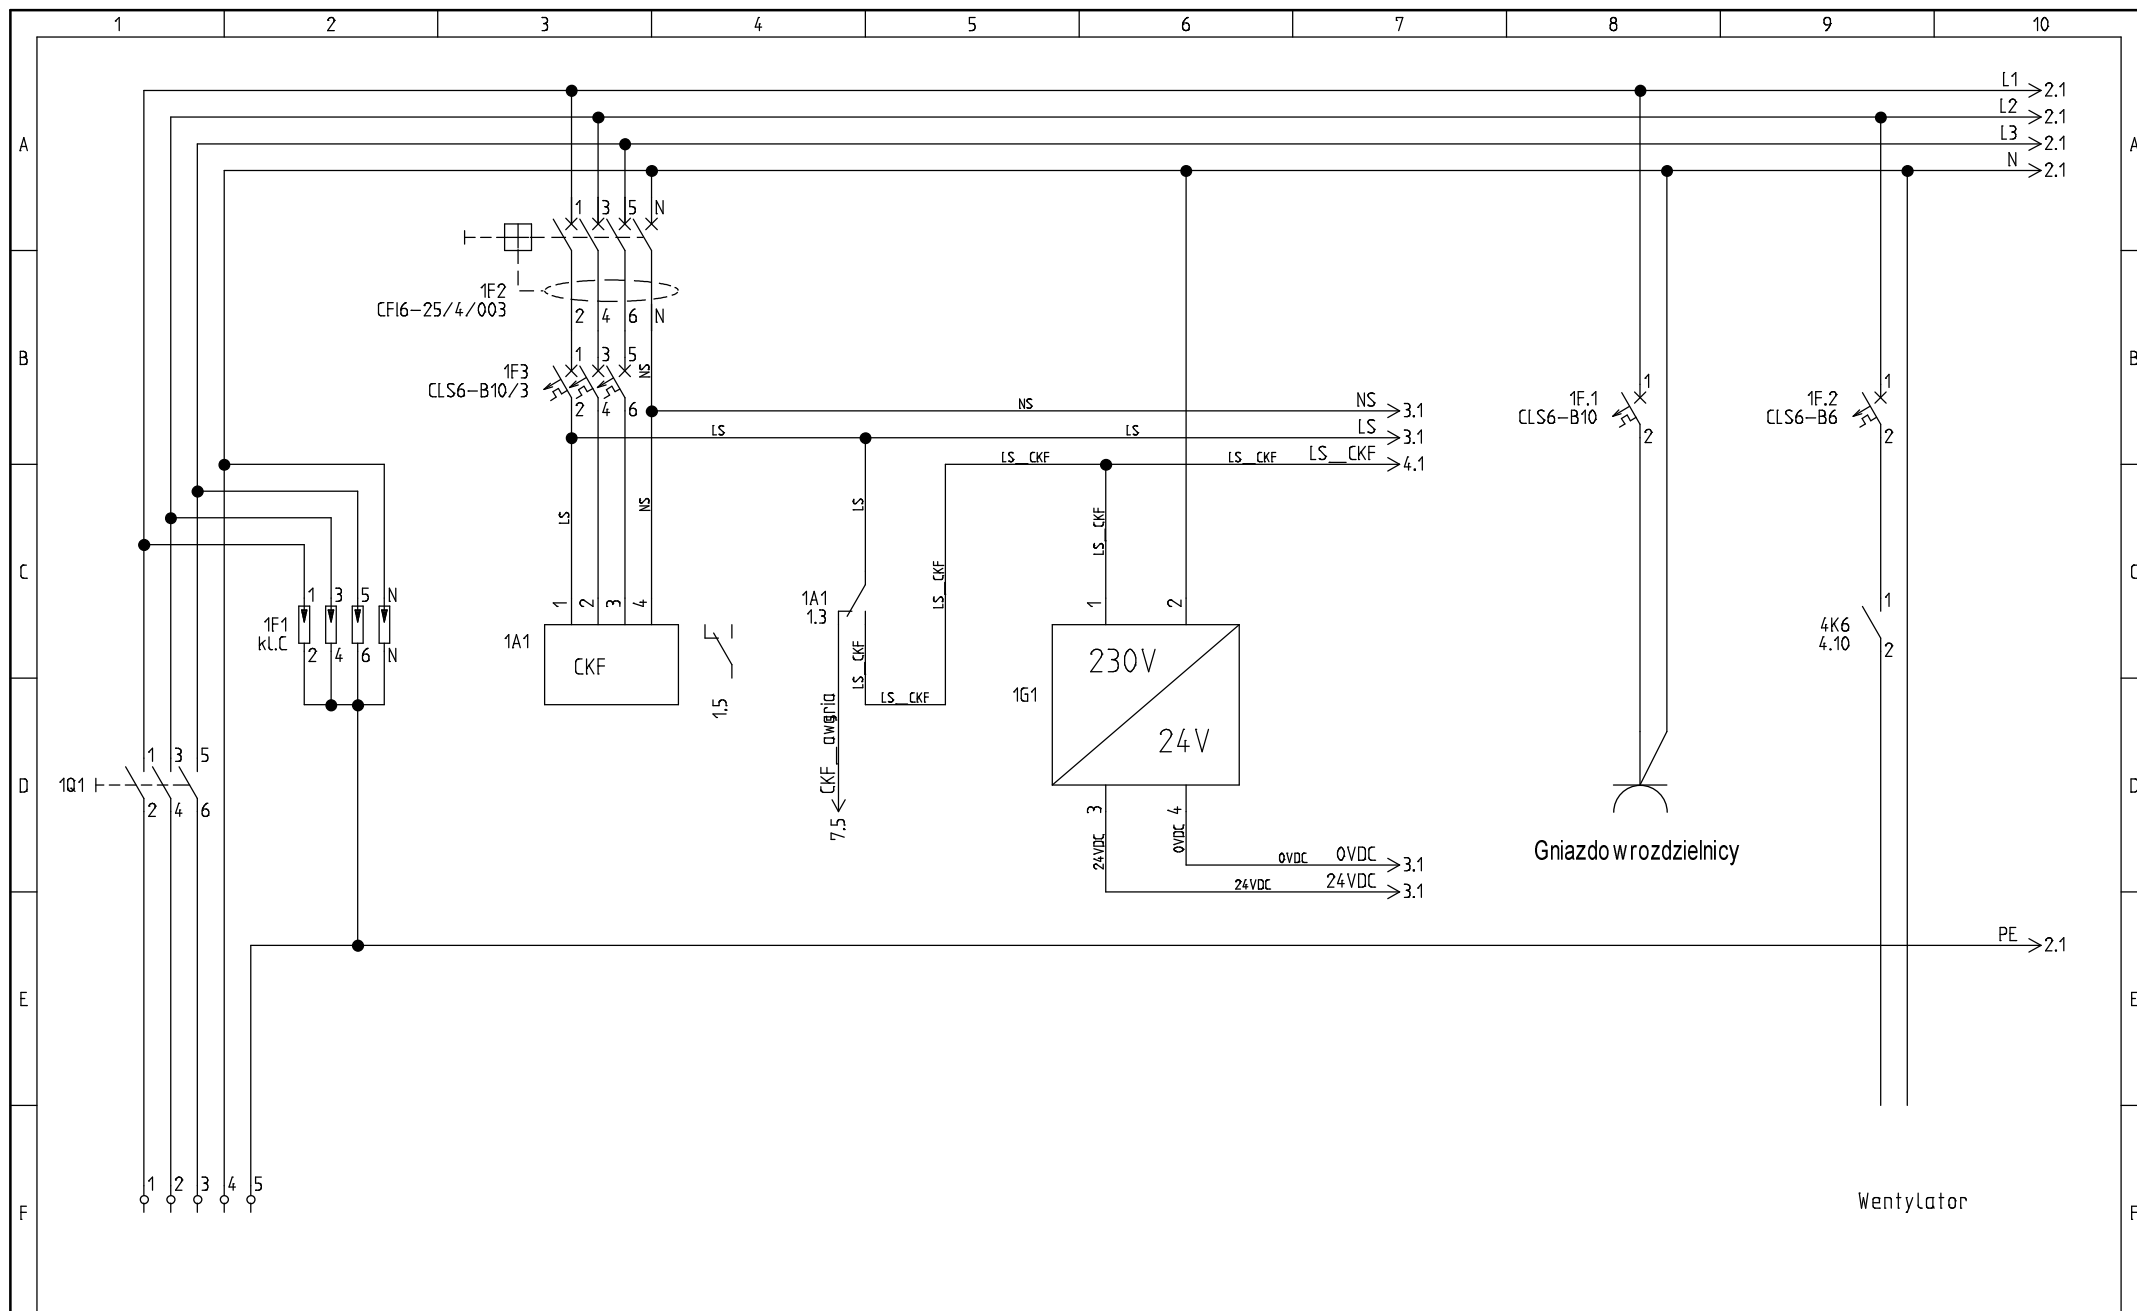 1 2 3 4 5 6 7 8 9 10
L1 2.1
L2 2.1
A L3 2.1 A
N 2.1
1 3 5 N
1F2
CFI6-25/4/003
2 4 6 N
B B
1 3 5
1F3
CLS6-B10/3
2 4 6
NS
NS NS 3.1
LS LS LS 3.1
LS__CKF LS__CKF LS__CKF 4.1
1
1F.1
CLS6-B10
2
1
1F.2
CLS6-B6
2
LS NS LS LS__CKF
C C
1 3 5 N
1F1
kl.C
2 4 6 N
1 2 3 4
1A1
CKF
1.5
1A1
1.3
LS_CKF
LS_CKF
LS__CKF
CKF__awaria
7.5
1 2
230V
1G1
24V
3 4
24VDC 0VDC
0VDC 0VDC 3.1
24VDC 24VDC 3.1
1
4K6
4.10
2
1 3 5
D 1Q1 D
2 4 6
Gniazdo w rozdzielnicy
PE 2.1
E E
1 2 3 4 5
F Wentylator F